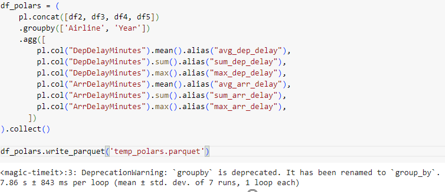 df_polars = (
pl.concat([df2, df3, df4, df5])
.groupby(['Airline', 'Year'])
.agg([
pl.col("DepDelayMinutes").mean().alias("avg_dep_delay"),
pl.col("DepDelayMinutes").sum().alias("sum_dep_delay"),
pl.col("DepDelayMinutes").max().alias("max_dep_delay"),
pl.col("ArrDelayMinutes").mean().alias("avg_arr_delay"),
pl.col("ArrDelayMinutes").sum().alias("sum_arr_delay"),
pl.col("ArrDelayMinutes").max().alias("max_arr_delay"),
])
).collect()
df_polars.write_parquet('temp_polars.parquet')
<magic-timeit>:3: DeprecationWarning: `groupby` is deprecated. It has been renamed to `group_by`.
7.86 s ± 843 ms per loop (mean ± std. dev. of 7 runs, 1 loop each)